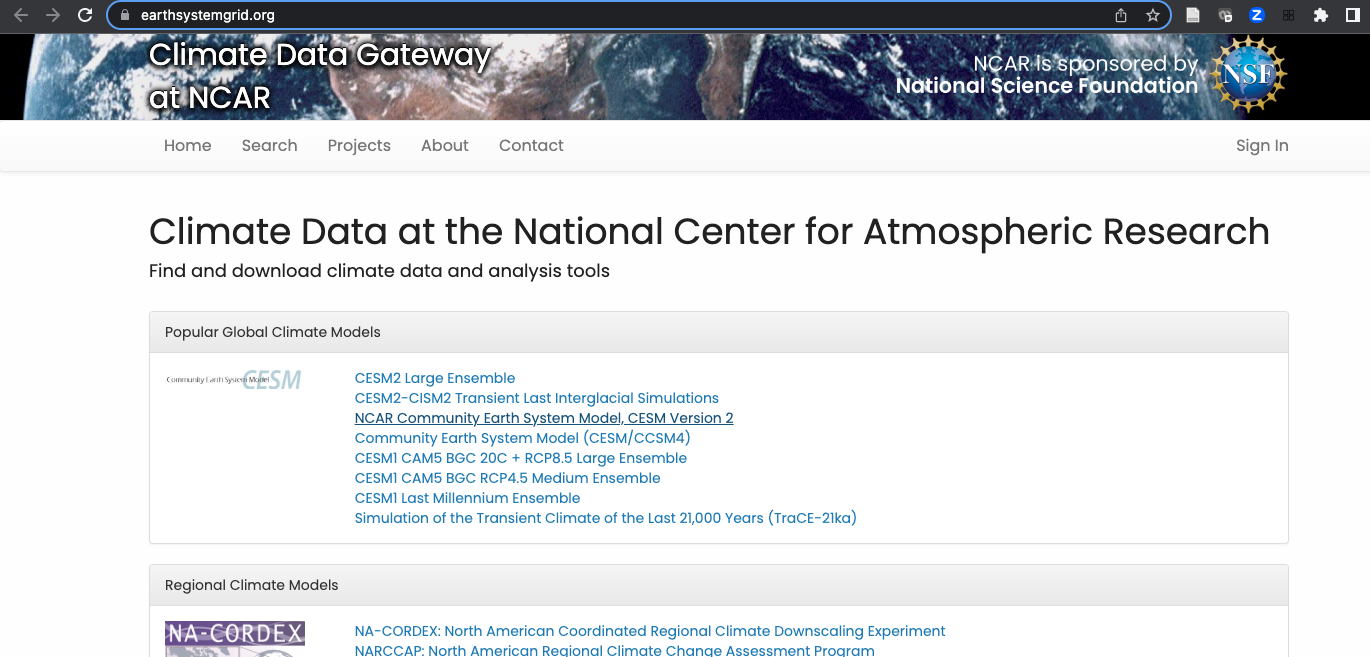 earthsystemgrid.org
Climate Data Gateway
at NCAR
NCAR is sponsored by
National Science Foundation
NSF
Home Search Projects About Contact Sign In
Climate Data at the National Center for Atmospheric Research
Find and download climate data and analysis tools
Popular Global Climate Models
Community Earth System Model CESM
CESM2 Large Ensemble
CESM2-CISM2 Transient Last Interglacial Simulations
NCAR Community Earth System Model, CESM Version 2
Community Earth System Model (CESM/CCSM4)
CESM1 CAM5 BGC 20C + RCP8.5 Large Ensemble
CESM1 CAM5 BGC RCP4.5 Medium Ensemble
CESM1 Last Millennium Ensemble
Simulation of the Transient Climate of the Last 21,000 Years (TraCE-21ka)
Regional Climate Models
NA-CORDEX
NA-CORDEX: North American Coordinated Regional Climate Downscaling Experiment
NARCCAP: North American Regional Climate Change Assessment Program